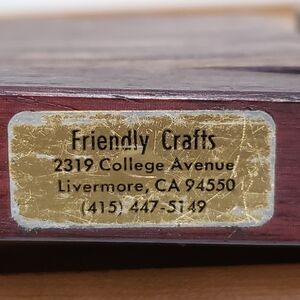 Friendly Crafts
2319 College Avenue
Livermore, CA 94550
(415) 447-5149